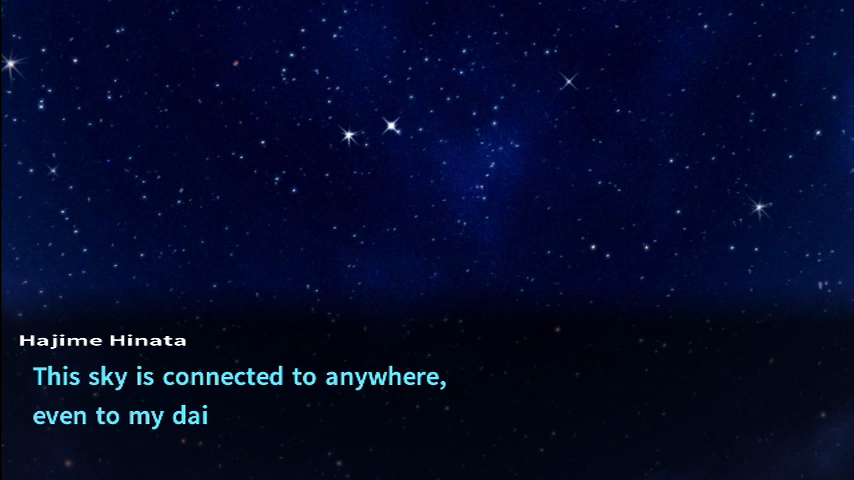 Hajime Hinata
This sky is connected to anywhere,
even to my dai